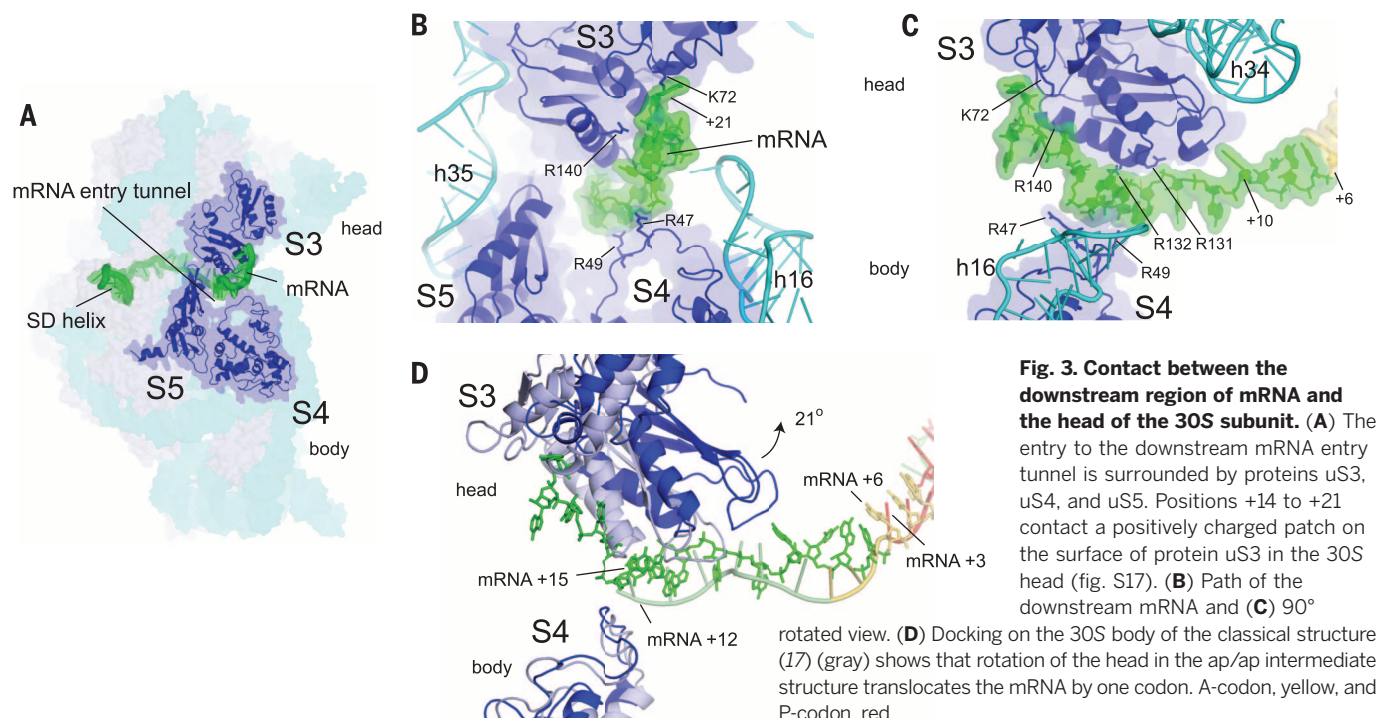 A
mRNA entry tunnel
S3
head
mRNA
SD helix
S5
S4
body
B
S3
K72
+21
mRNA
h35
R140
R47
R49
S5
S4
h16
C
S3
h34
head
K72
R140
+6
+10
R47
R132
R131
body
h16
R49
S4
D
S3
21°
head
mRNA +6
mRNA +3
mRNA +15
S4
mRNA +12
body
Fig. 3. Contact between the
downstream region of mRNA and
the head of the 30S subunit. (A) The
entry to the downstream mRNA entry
tunnel is surrounded by proteins uS3,
uS4, and uS5. Positions +14 to +21
contact a positively charged patch on
the surface of protein uS3 in the 30S
head (fig. S17). (B) Path of the
downstream mRNA and (C) 90°
rotated view. (D) Docking on the 30S body of the classical structure
(17) (gray) shows that rotation of the head in the ap/ap intermediate
structure translocates the mRNA by one codon. A-codon, yellow, and
P-codon, red